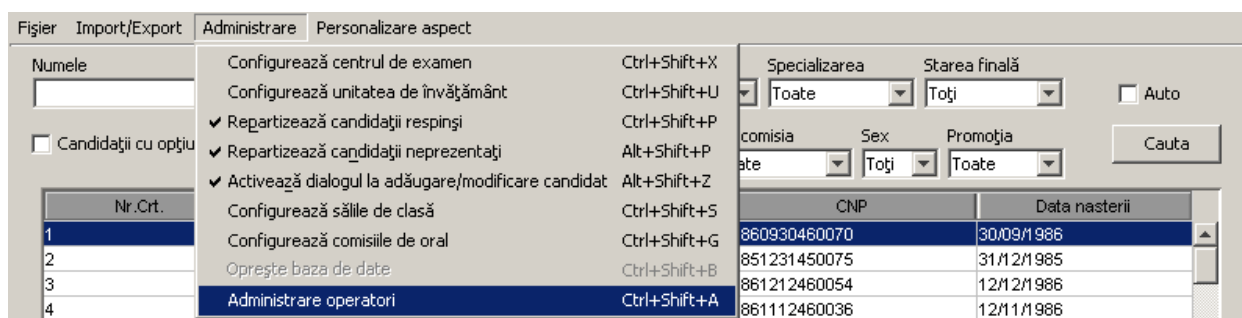 Fişier Import/Export Administrare Personalizare aspect
Numele
Configurează centrul de examen Ctrl+Shift+X
Specializarea Starea finală
Configurează unitatea de învăţământ Ctrl+Shift+U
Toate Toţi Auto
Repartizează candidaţii respinşi Ctrl+Shift+P
Candidaţii cu opţiu
comisia Sex Promoţia
Repartizează candidaţii neprezentaţi Alt+Shift+P
ate Toţi Toate Cauta
Activează dialogul la adăugare/modificare candidat Alt+Shift+Z
Nr.Crt. CNP Data nasterii
Configurează sălile de clasă Ctrl+Shift+S
1 860930460070 30/09/1986
Configurează comisiile de oral Ctrl+Shift+G
2 851231450075 31/12/1985
Opreşte baza de date Ctrl+Shift+B
3 861212460054 12/12/1986
Administrare operatori Ctrl+Shift+A
4 861112460036 12/11/1986